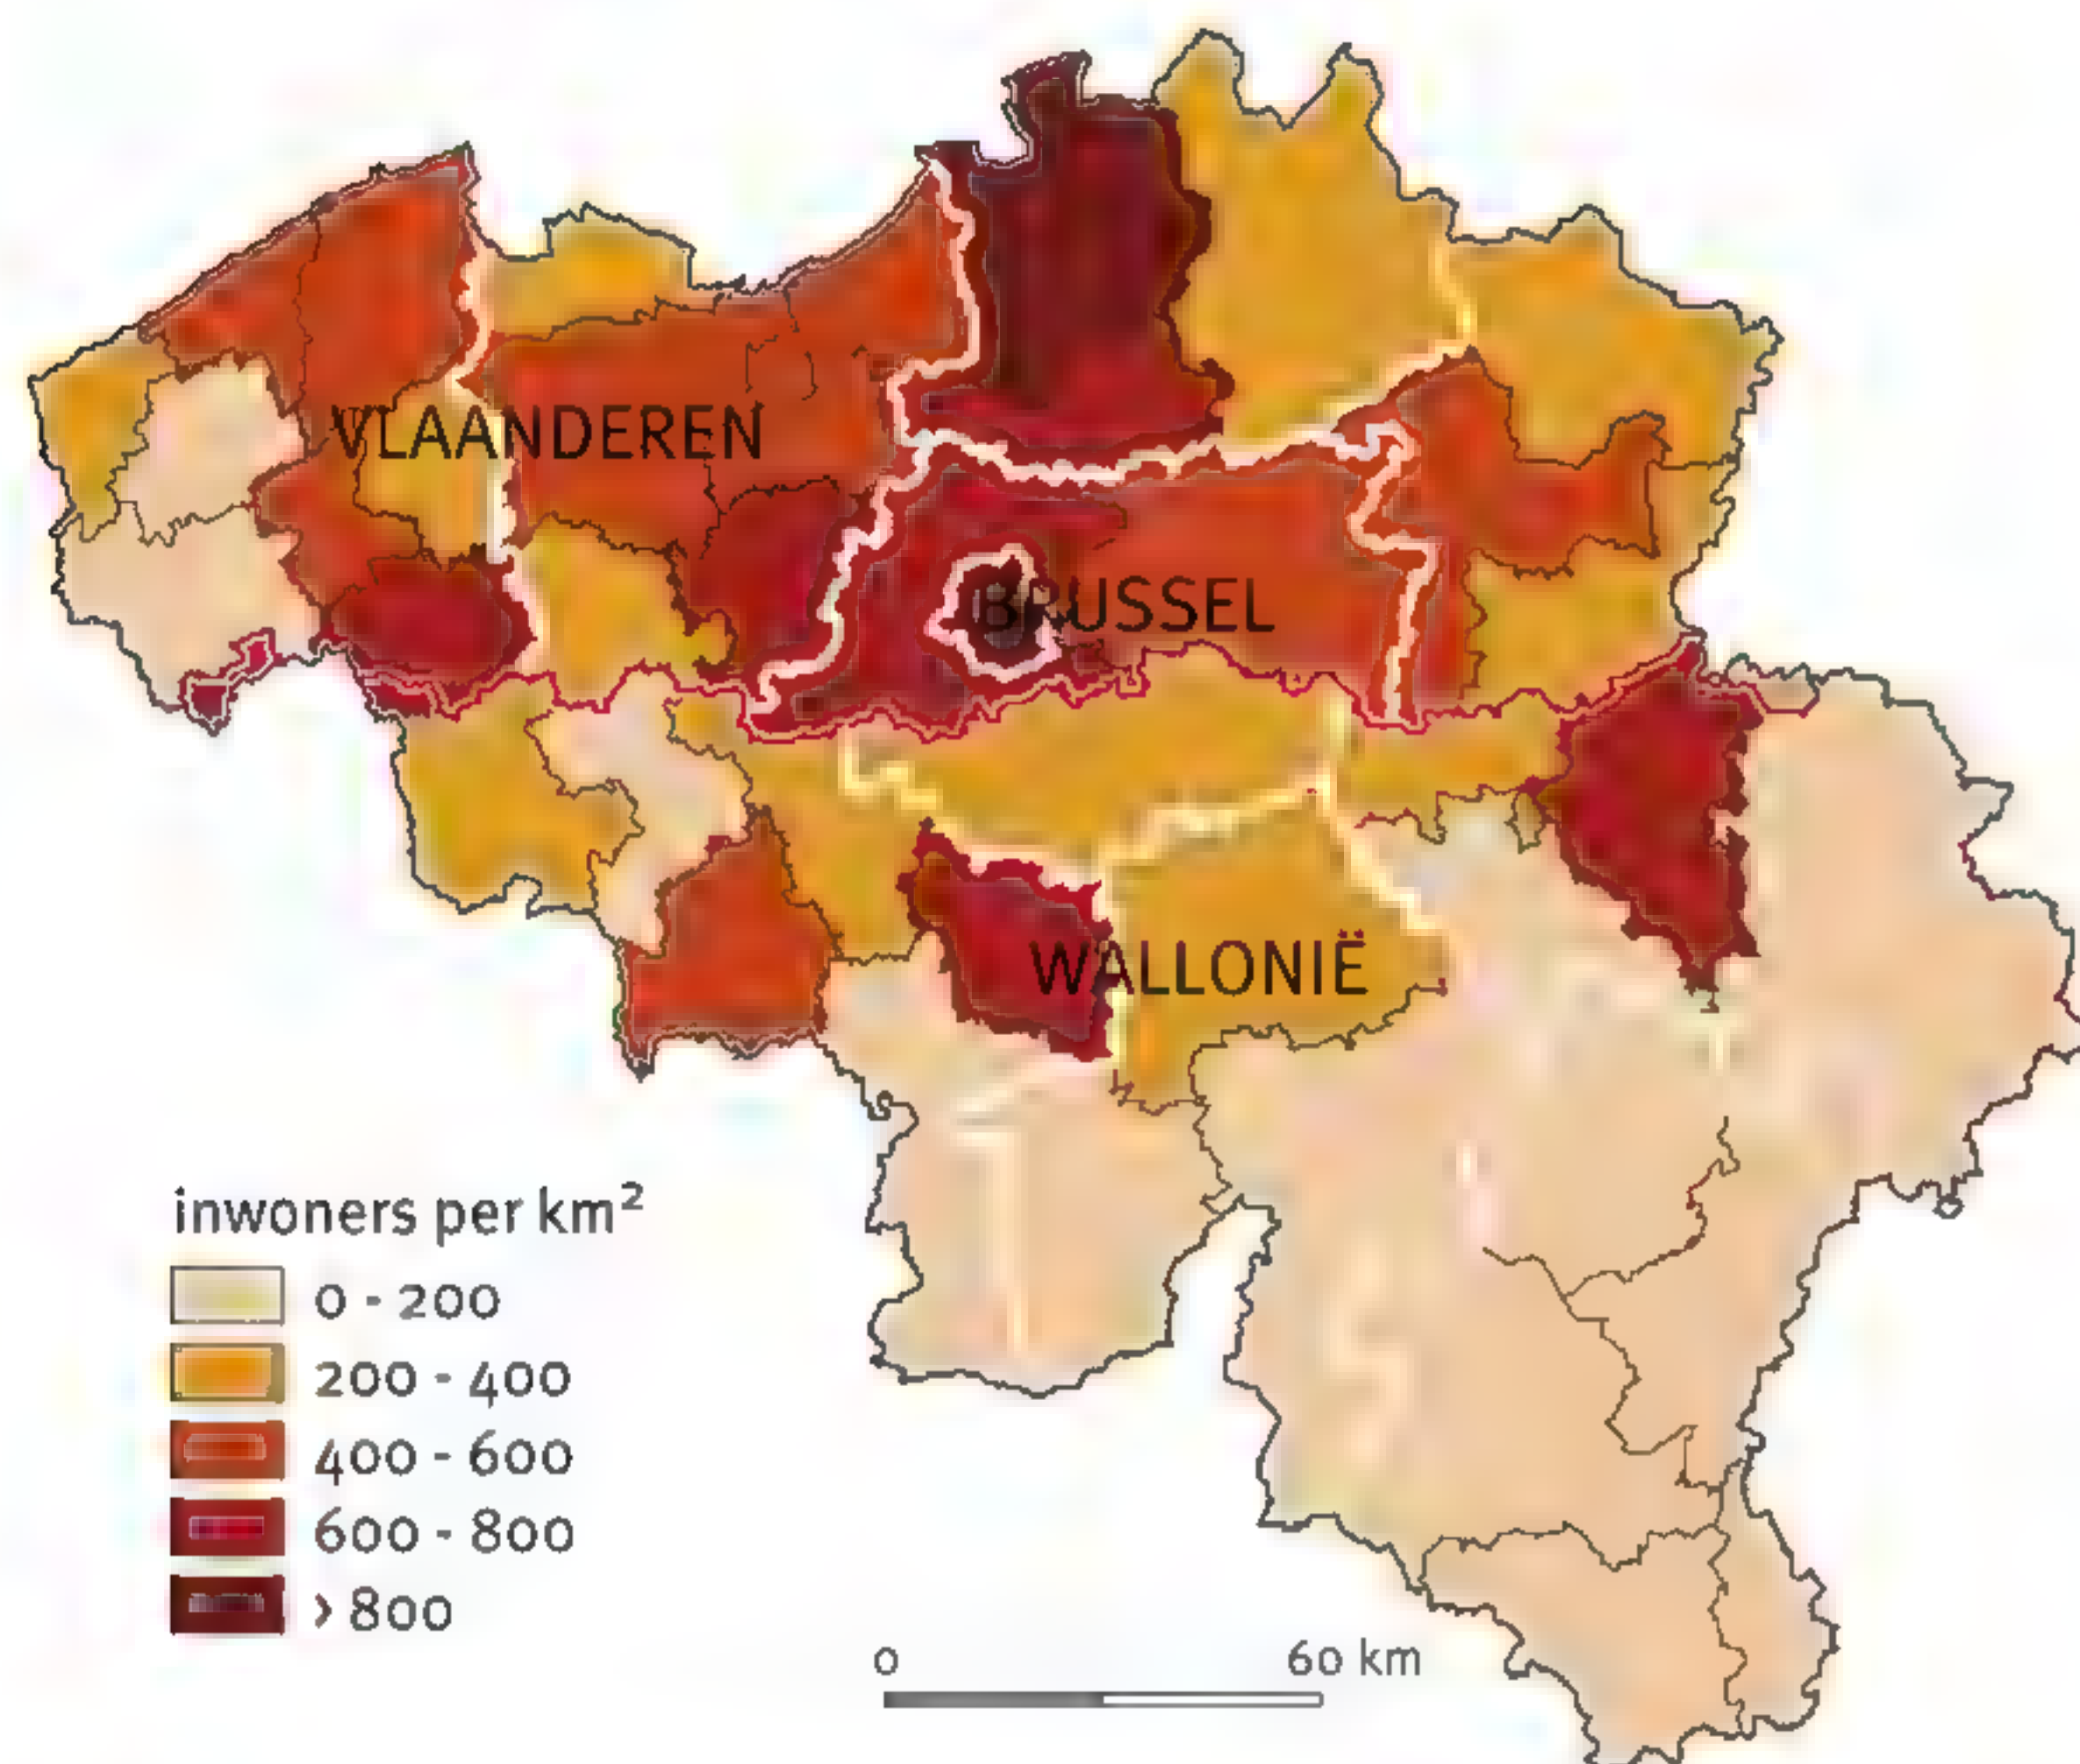 VLAANDEREN
BRUSSEL
WALLONIË
inwoners per km²
0 - 200
200 - 400
400 - 600
600 - 800
> 800
0 60 km